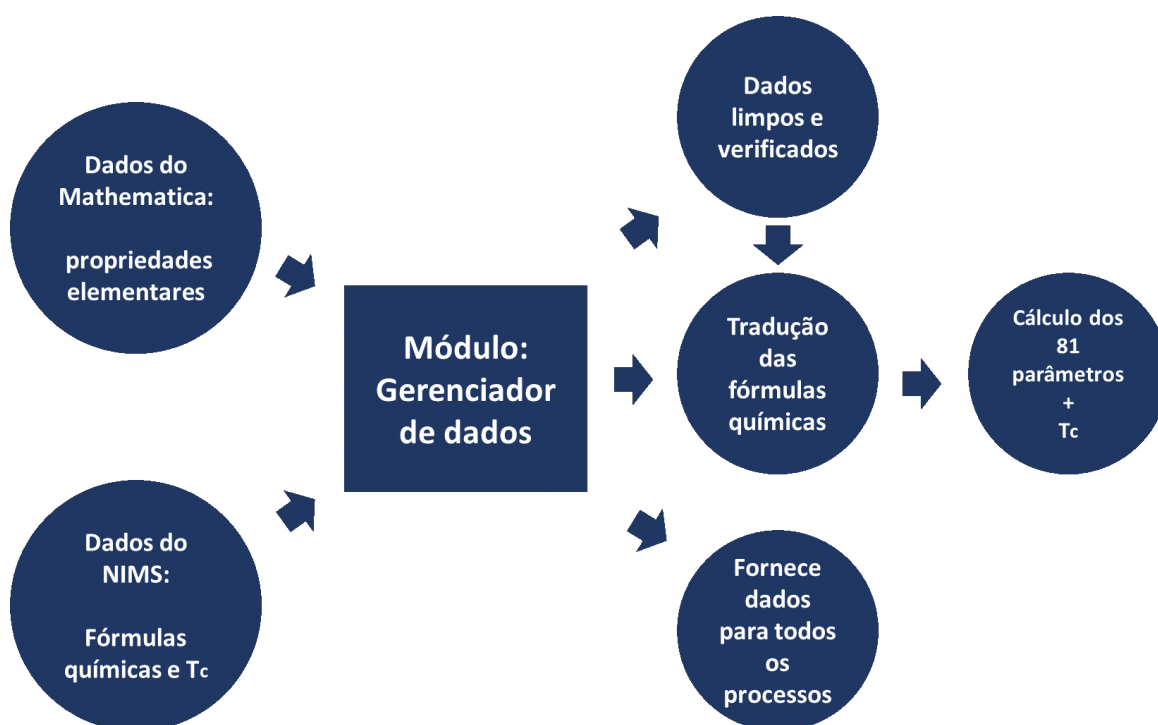 Dados do
Mathematica:
propriedades
elementares
Dados do
NIMS:
Fórmulas
químicas e Tc
Módulo:
Gerenciador
de dados
Dados
limpos e
verificados
Tradução
das
fórmulas
químicas
Fornece
dados
para todos
os
processos
Cálculo dos
81
parâmetros
+
Tc